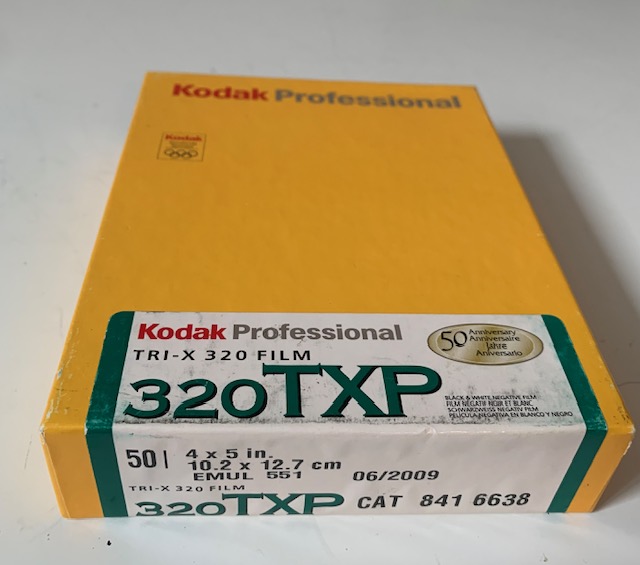 Kodak Professional
Kodak
Kodak Professional
TRI-X 320 FILM
320TXP
50
Anniversary
Anniversaire
Jahre
Aniversario
BLACK & WHITE NEGATIVE FILM
FILM NÉGATIF NOIR ET BLANC
SCHWARZWEISS NEGATIV FILM
PELÍCULA NEGATIVA EN BLANCO Y NEGRO
50 4 x 5 in.
10.2 x 12.7 cm
EMUL 551 06/2009
TRI-X 320 FILM
320TXP CAT 841 6638